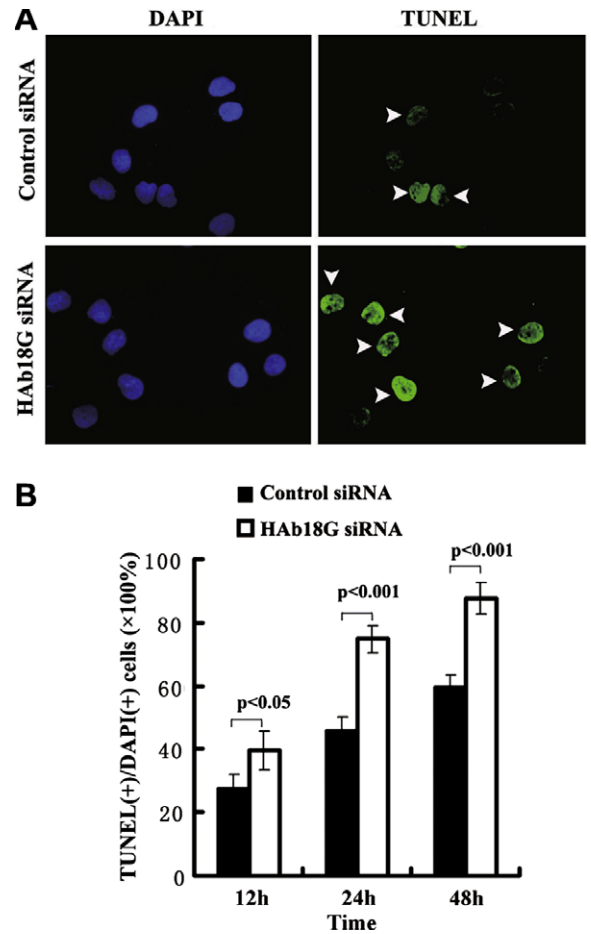 A
DAPI
TUNEL
Control siRNA
HAb18G siRNA
B
Control siRNA
HAb18G siRNA
TUNEL(+)/DAPI(+) cells (×100%)
100
80
60
40
20
0
p<0.05
p<0.001
p<0.001
12h
24h
48h
Time